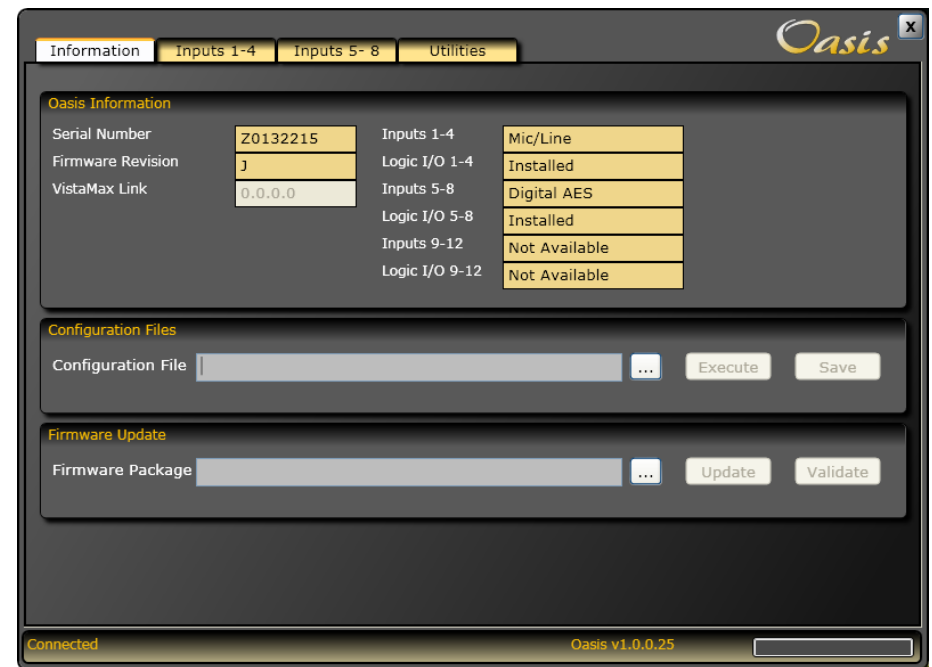 Oasis x
Information Inputs 1-4 Inputs 5- 8 Utilities
Oasis Information
Serial Number Z0132215 Inputs 1-4 Mic/Line
Firmware Revision J Logic I/O 1-4 Installed
VistaMax Link 0.0.0.0 Inputs 5-8 Digital AES
Logic I/O 5-8 Installed
Inputs 9-12 Not Available
Logic I/O 9-12 Not Available
Configuration Files
Configuration File ... Execute Save
Firmware Update
Firmware Package ... Update Validate
Connected Oasis v1.0.0.25